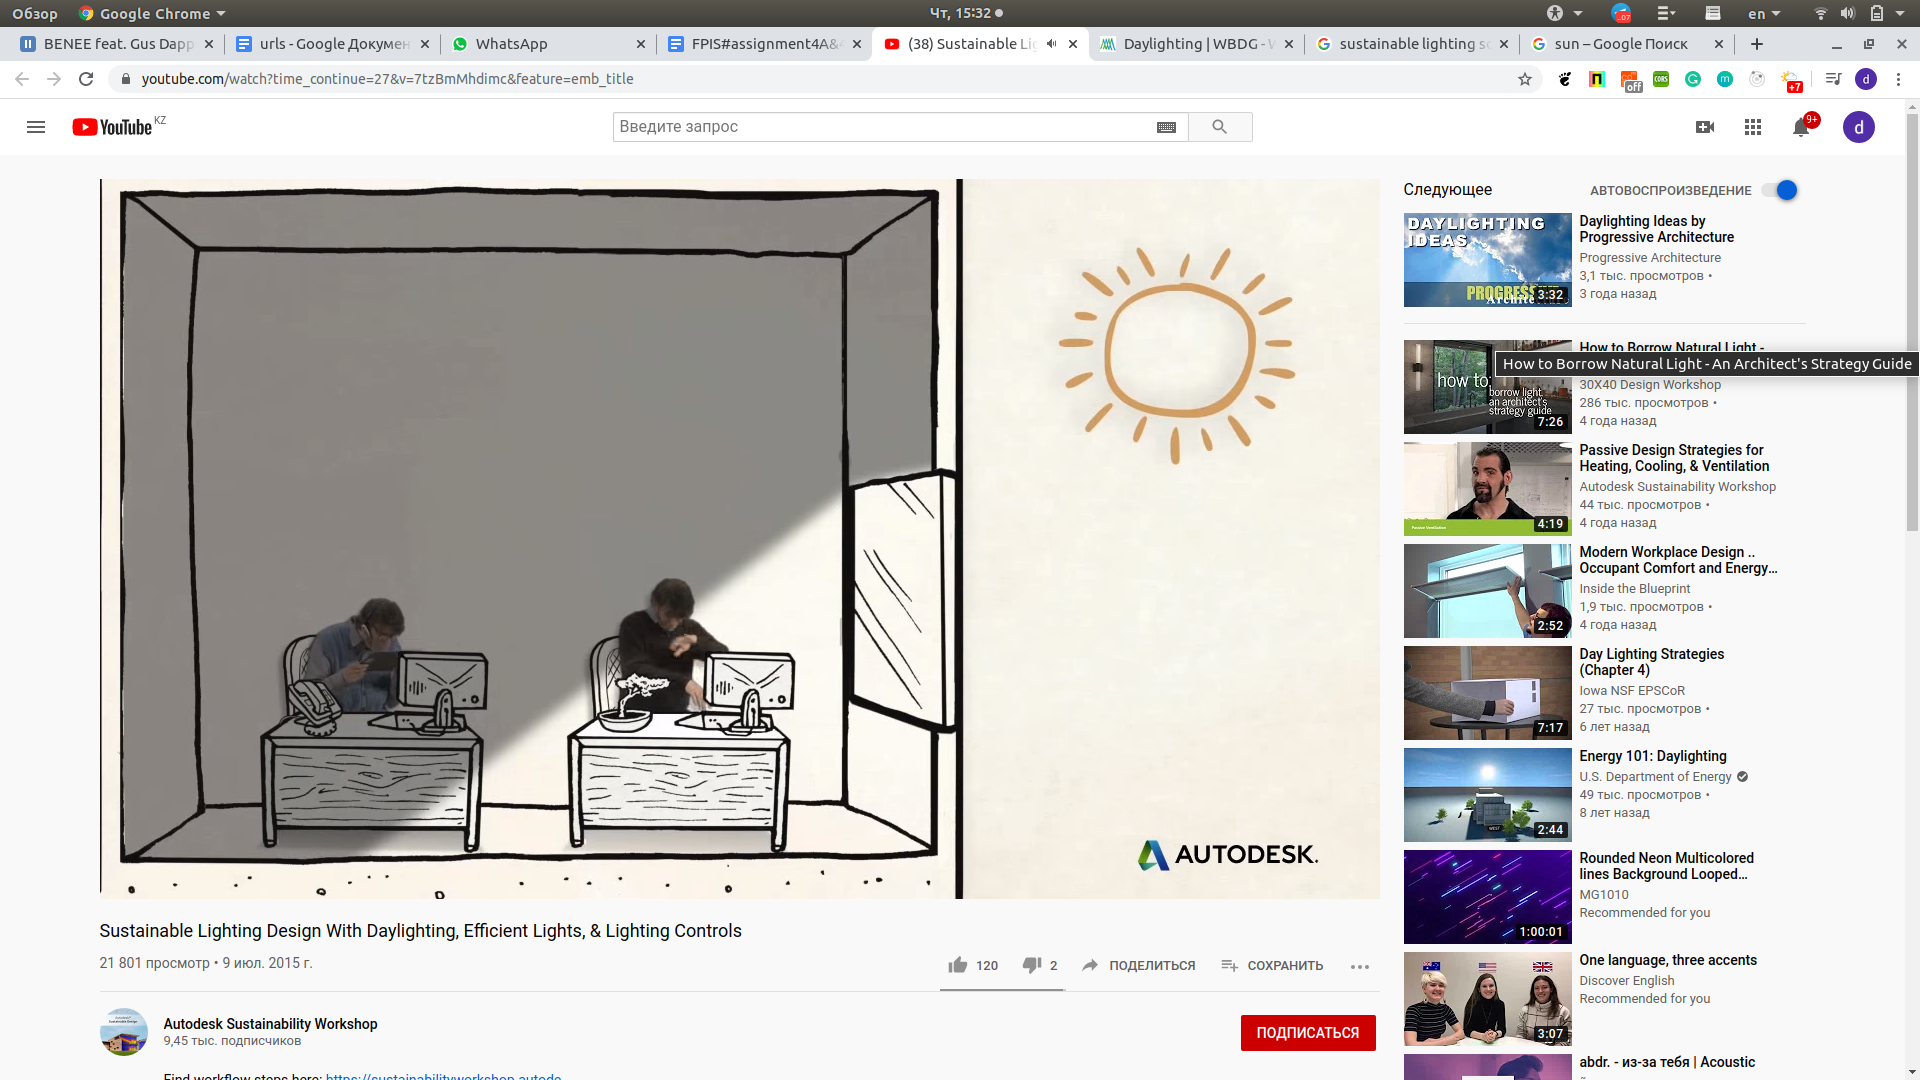 Обзор
Google Chrome
Чт, 15:32
en
BENEE feat. Gus Dapp
urls - Google Докумен
WhatsApp
FPIS#assignment4A&
(38) Sustainable Lig
Daylighting | WBDG - W
sustainable lighting so
sun – Google Поиск
youtube.com/watch?time_continue=27&v=7tzBmMhdimc&feature=emb_title
off
CORS
+7
d
YouTube KZ
Введите запрос
9+
d
Следующее
АВТОВОСПРОИЗВЕДЕНИЕ
DAYLIGHTING
IDEAS
3:32
Daylighting Ideas by
Progressive Architecture
Progressive Architecture
3,1 тыс. просмотров •
3 года назад
How to Borrow Natural Light -
How to Borrow Natural Light - An Architect's Strategy Guide
how to:
borrow light.
an architect's
strategy guide
7:26
30X40 Design Workshop
286 тыс. просмотров •
4 года назад
4:19
Passive Design Strategies for
Heating, Cooling, & Ventilation
Autodesk Sustainability Workshop
44 тыс. просмотров •
4 года назад
2:52
Modern Workplace Design ..
Occupant Comfort and Energy…
Inside the Blueprint
1,9 тыс. просмотров •
4 года назад
7:17
Day Lighting Strategies
(Chapter 4)
Iowa NSF EPSCoR
27 тыс. просмотров •
6 лет назад
WEST
2:44
Energy 101: Daylighting
U.S. Department of Energy
49 тыс. просмотров •
8 лет назад
1:00:01
Rounded Neon Multicolored
lines Background Looped…
MG1010
Recommended for you
3:07
One language, three accents
Discover English
Recommended for you
abdr. - из-за тебя | Acoustic
AUTODESK.
Sustainable Lighting Design With Daylighting, Efficient Lights, & Lighting Controls
21 801 просмотр • 9 июл. 2015 г.
120
2
ПОДЕЛИТЬСЯ
СОХРАНИТЬ
Autodesk Sustainability Workshop
9,45 тыс. подписчиков
ПОДПИСАТЬСЯ
Find workflow steps here: https://sustainabilityworkshop.autode...